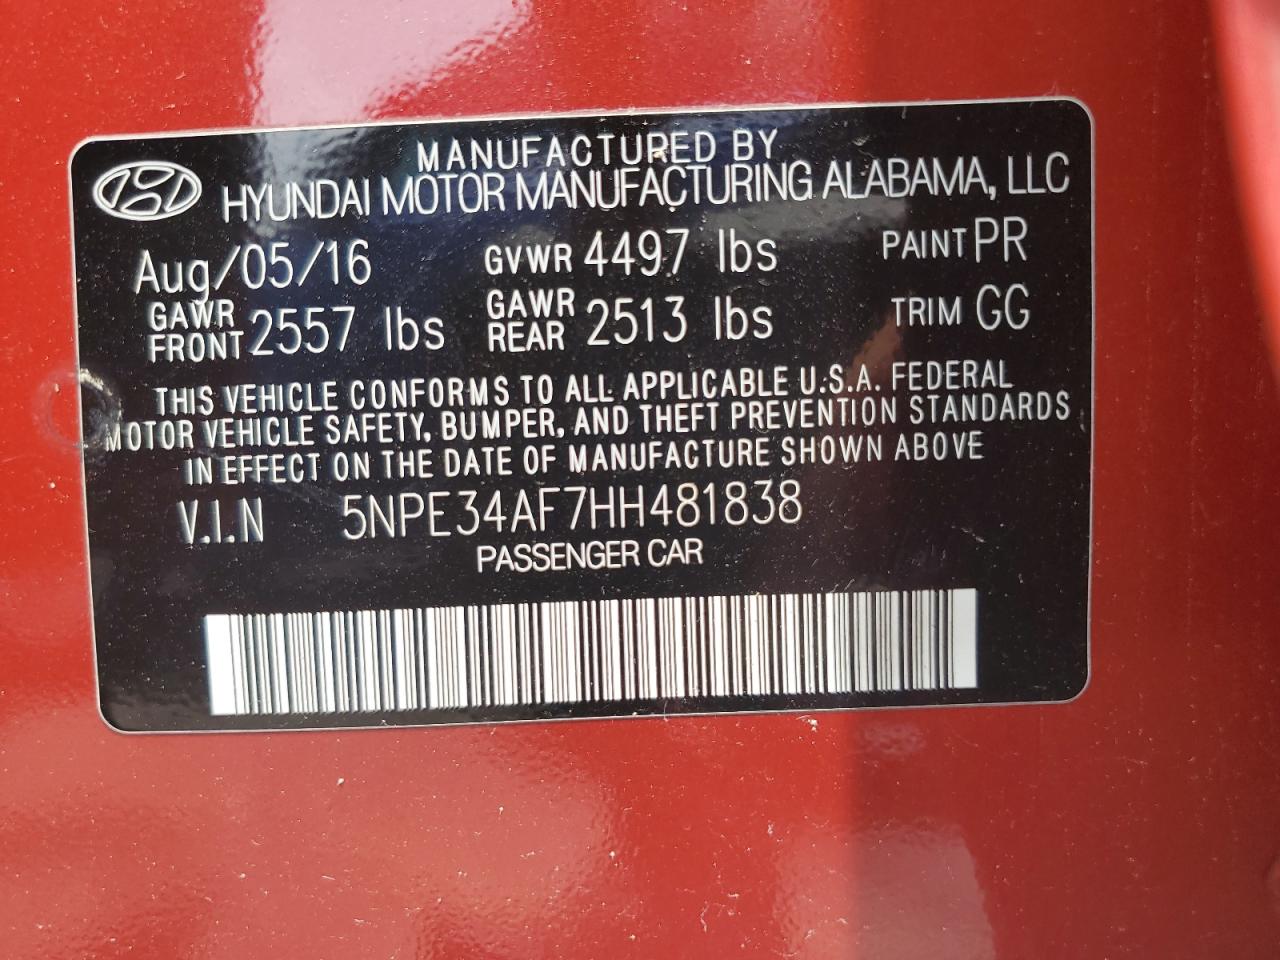 MANUFACTURED BY
HYUNDAI MOTOR MANUFACTURING ALABAMA, LLC
Aug/05/16 GVWR 4497 lbs PAINT PR
GAWR FRONT 2557 lbs GAWR REAR 2513 lbs TRIM GG
THIS VEHICLE CONFORMS TO ALL APPLICABLE U.S.A. FEDERAL
MOTOR VEHICLE SAFETY, BUMPER, AND THEFT PREVENTION STANDARDS
IN EFFECT ON THE DATE OF MANUFACTURE SHOWN ABOVE
V.I.N 5NPE34AF7HH481838
PASSENGER CAR